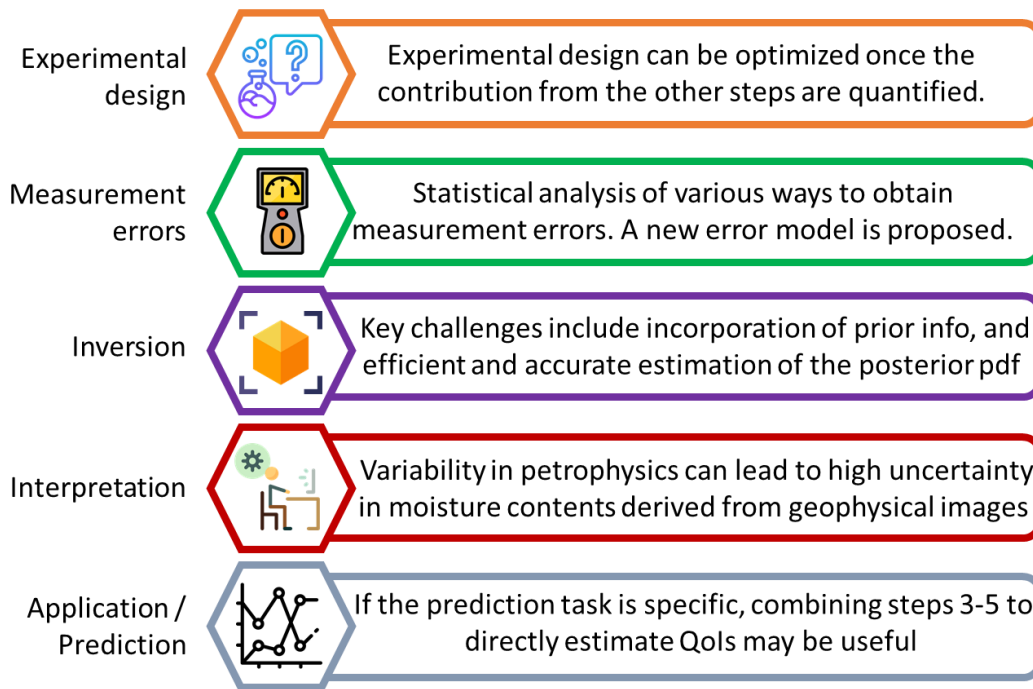 Experimental
design
Experimental design can be optimized once the
contribution from the other steps are quantified.
Measurement
errors
Statistical analysis of various ways to obtain
measurement errors. A new error model is proposed.
Inversion
Key challenges include incorporation of prior info, and
efficient and accurate estimation of the posterior pdf
Interpretation
Variability in petrophysics can lead to high uncertainty
in moisture contents derived from geophysical images
Application /
Prediction
If the prediction task is specific, combining steps 3-5 to
directly estimate QoIs may be useful